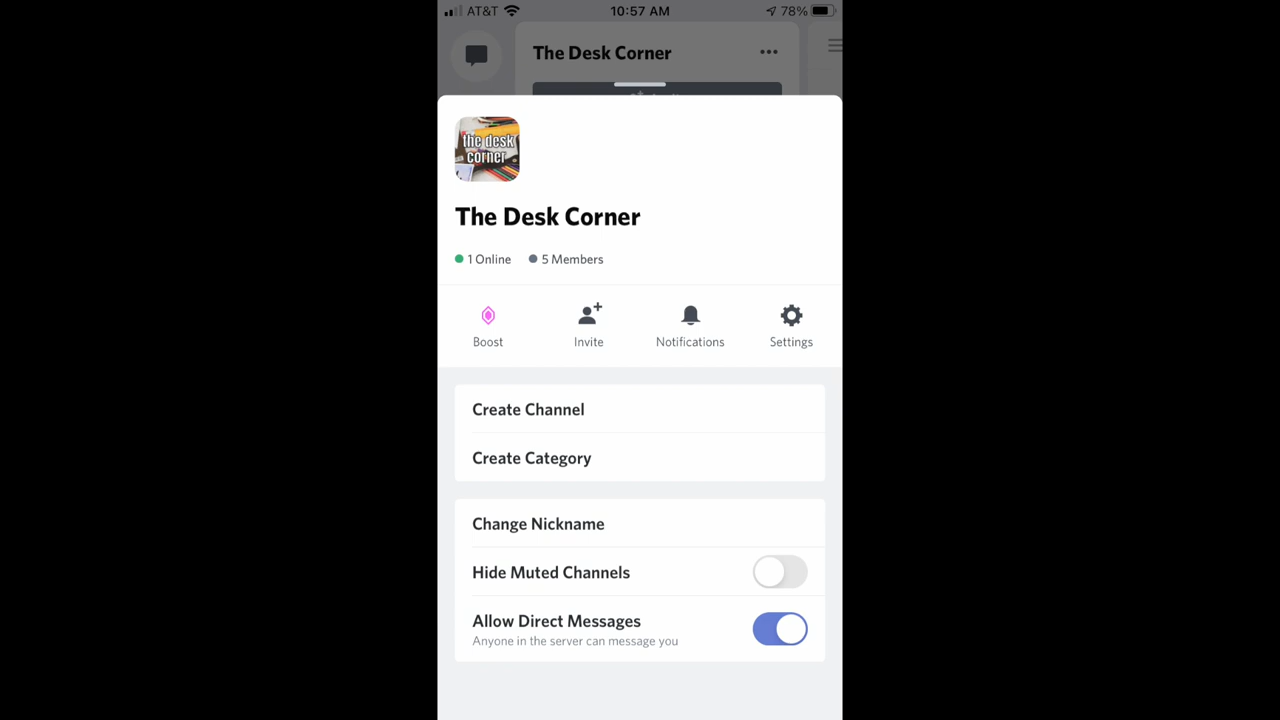 AT&T 10:57 AM 78%
The Desk Corner
the desk
corner
The Desk Corner
1 Online 5 Members
Boost Invite Notifications Settings
Create Channel
Create Category
Change Nickname
Hide Muted Channels
Allow Direct Messages
Anyone in the server can message you